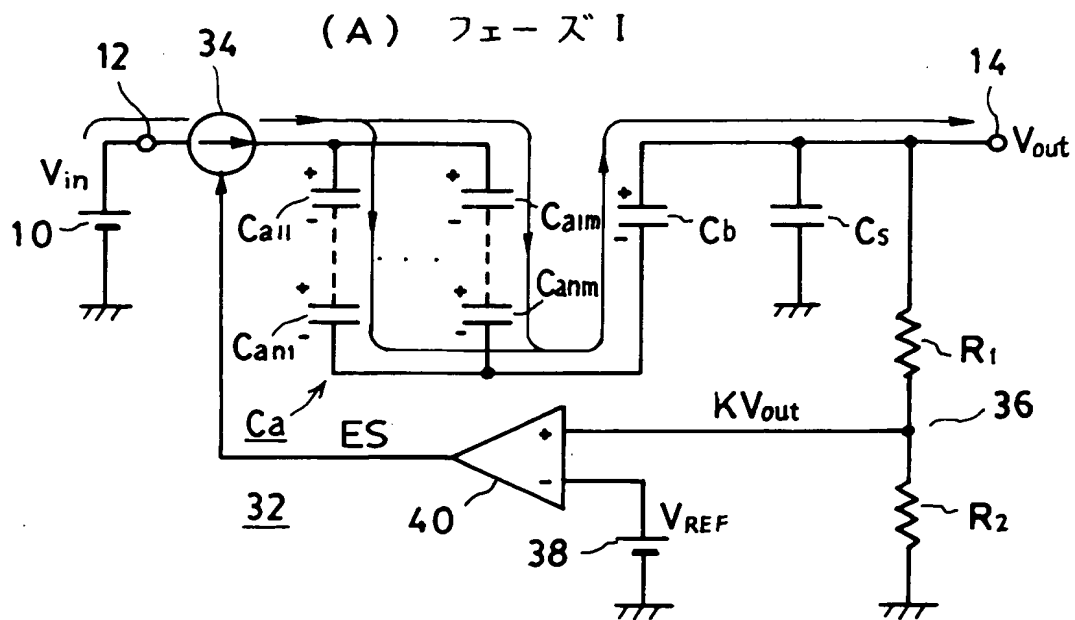 (A) フェーズ I
34
12
14
Vin
Vout
10
+
-
Ca11
+
-
Ca1m
+
-
Cb
Cs
. . . .
+
-
Can1
+
-
Canm
R1
Ca
ES
KVout
36
+
-
40
32
VREF
38
R2